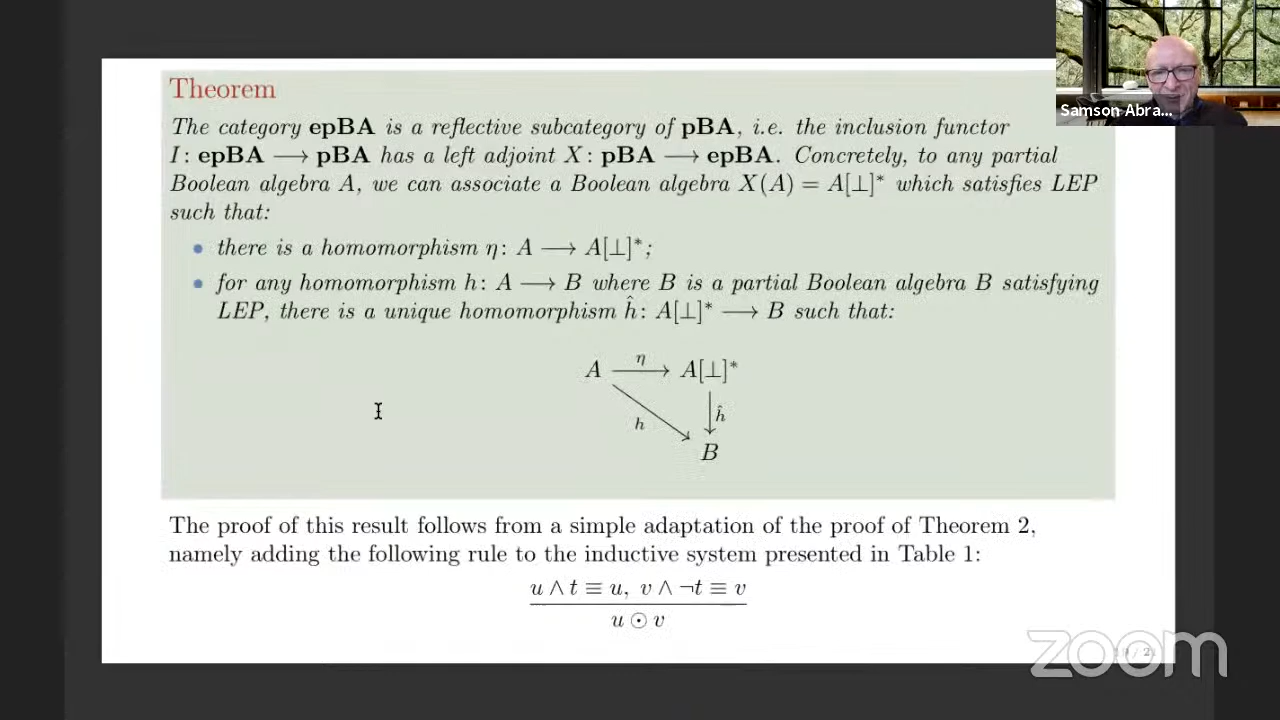 Theorem
The category epBA is a reflective subcategory of pBA, i.e. the inclusion functor
I: epBA ⟶ pBA has a left adjoint X: pBA ⟶ epBA. Concretely, to any partial
Boolean algebra A, we can associate a Boolean algebra X(A) = A[⊥]* which satisfies LEP
such that:
• there is a homomorphism η: A ⟶ A[⊥]*;
• for any homomorphism h: A ⟶ B where B is a partial Boolean algebra B satisfying
LEP, there is a unique homomorphism ĥ: A[⊥]* ⟶ B such that:
η
A ⟶ A[⊥]*
h ĥ
B
The proof of this result follows from a simple adaptation of the proof of Theorem 2,
namely adding the following rule to the inductive system presented in Table 1:
u ∧ t ≡ u, v ∧ ¬t ≡ v
u ⊙ v
Samson Abra...
zoom